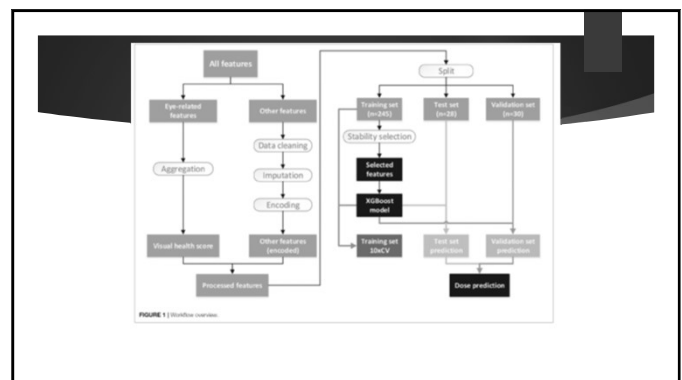 All features
Split
Eye-related
features
Other features
Training set
(n=245)
Test set
(n=28)
Validation set
(n=30)
Data cleaning
Stability selection
Aggregation
Imputation
Selected
features
Encoding
XGBoost
model
Visual health score
Other features
(encoded)
Training set
10xCV
Test set
prediction
Validation set
prediction
Processed features
Dose prediction
FIGURE 1 | Workflow overview.